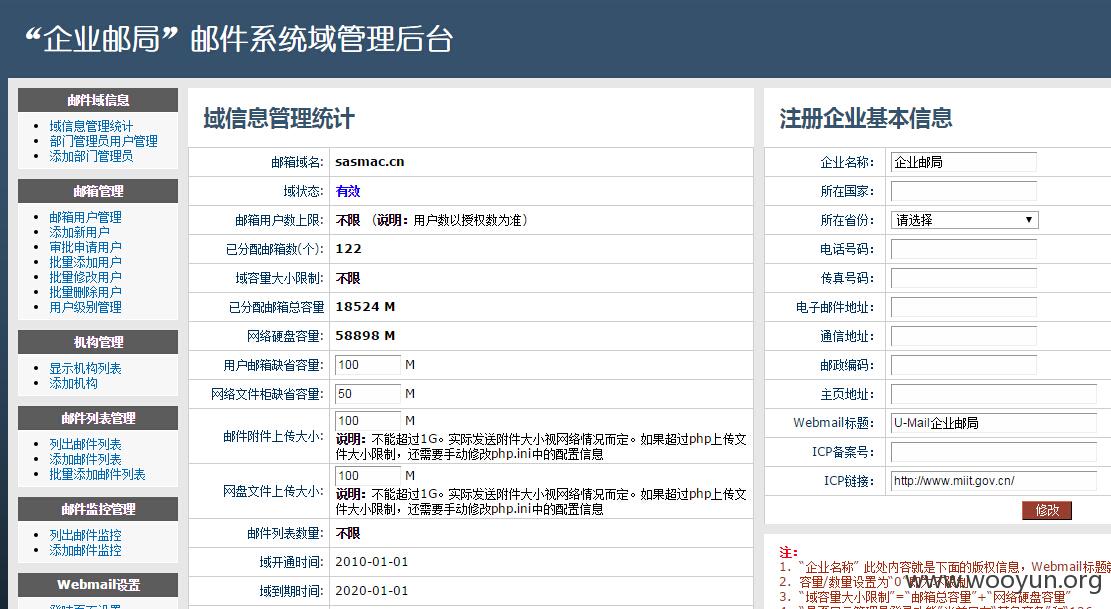 “企业邮局”邮件系统域管理后台
邮件域信息
域信息管理统计
部门管理员用户管理
添加部门管理员
邮箱管理
邮箱用户管理
添加新用户
审批申请用户
批量添加用户
批量修改用户
批量删除用户
用户级别管理
机构管理
显示机构列表
添加机构
邮件列表管理
列出邮件列表
添加邮件列表
批量添加邮件列表
邮件监控管理
列出邮件监控
添加邮件监控
Webmail设置
域信息管理统计
邮箱域名: sasmac.cn
域状态: 有效
邮箱用户数上限: 不限 （说明：用户数以授权数为准）
已分配邮箱数(个): 122
域容量大小限制: 不限
已分配邮箱总容量 18524 M
网络硬盘容量: 58898 M
用户邮箱缺省容量: 100 M
网络文件柜缺省容量: 50 M
邮件附件上传大小: 100 M
说明：不能超过1G。实际发送附件大小视网络情况而定。如果超过php上传文
件大小限制，还需要手动修改php.ini中的配置信息
网盘文件上传大小: 100 M
说明：不能超过1G。实际发送附件大小视网络情况而定。如果超过php上传文
件大小限制，还需要手动修改php.ini中的配置信息
邮件列表数量: 不限
域开通时间: 2010-01-01
域到期时间: 2020-01-01
注册企业基本信息
企业名称： 企业邮局
所在国家：
所在省份： 请选择
电话号码：
传真号码：
电子邮件地址：
通信地址：
邮政编码：
主页地址：
Webmail标题： U-Mail企业邮局
ICP备案号：
ICP链接： http://www.miit.gov.cn/
修改
注：
1. “企业名称” 此处内容就是下面的版权信息，Webmail标题
2. 容量/数量设置为“0”
www.wooyun.org
3. “域容量大小限制”=“邮箱总容量”+“网络硬盘容量”